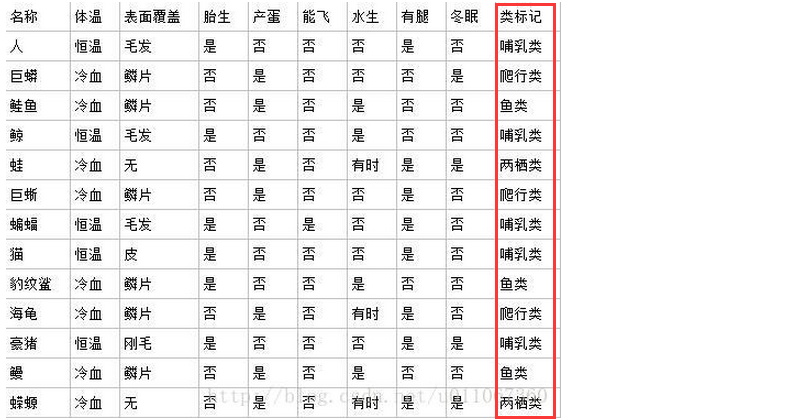 名称 体温 表面覆盖 胎生 产蛋 能飞 水生 有腿 冬眠 类标记
人 恒温 毛发 是 否 否 否 是 否 哺乳类
巨蟒 冷血 鳞片 否 是 否 否 否 是 爬行类
鲑鱼 冷血 鳞片 否 是 否 是 否 否 鱼类
鲸 恒温 毛发 是 否 否 是 否 否 哺乳类
蛙 冷血 无 否 是 否 有时 是 是 两栖类
巨蜥 冷血 鳞片 否 是 否 否 是 否 爬行类
蝙蝠 恒温 毛发 是 否 是 否 是 否 哺乳类
猫 恒温 皮 是 否 否 否 是 否 哺乳类
豹纹鲨 冷血 鳞片 是 否 否 是 否 否 鱼类
海龟 冷血 鳞片 否 是 否 有时 是 否 爬行类
豪猪 恒温 刚毛 是 否 否 否 是 是 哺乳类
鳗 冷血 鳞片 否 是 否 是 否 否 鱼类
蝾螈 冷血 无 否 是 否 有时 是 是 两栖类